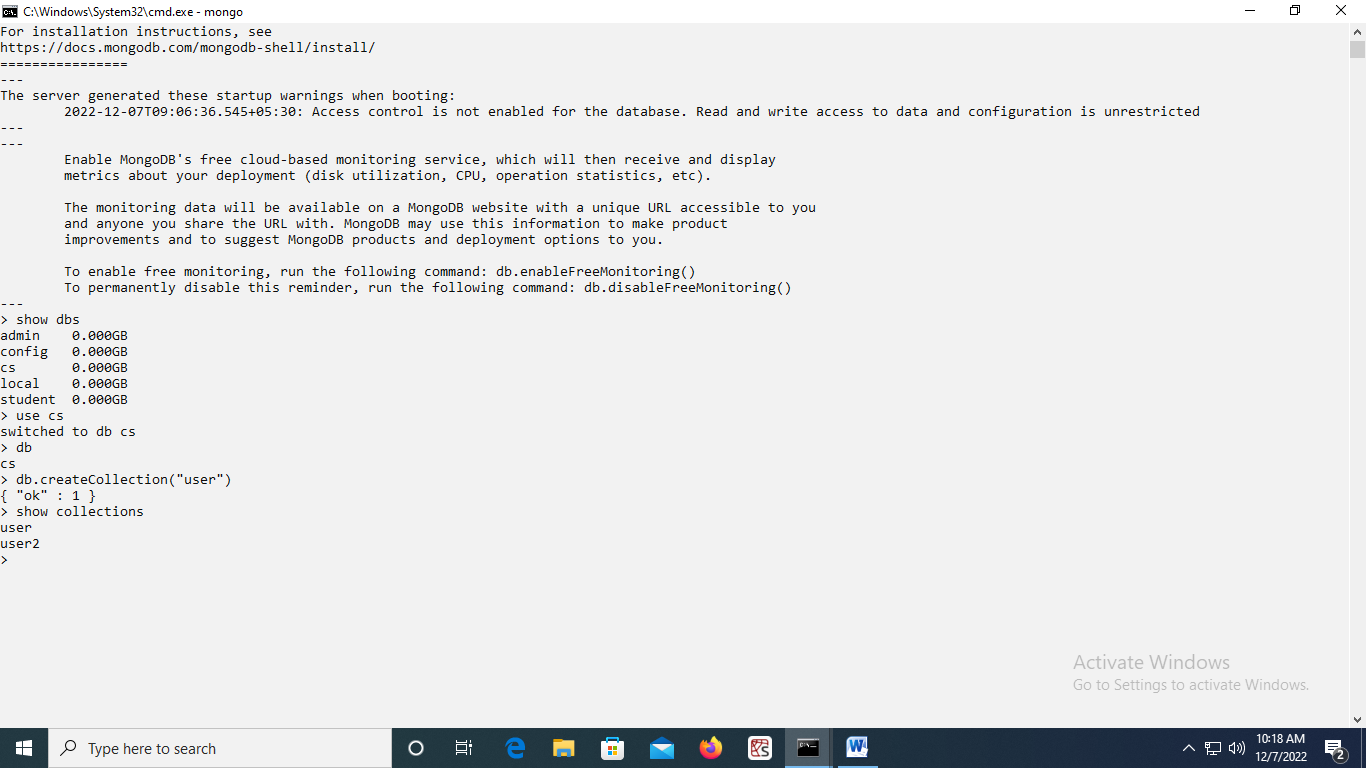 C:\Windows\System32\cmd.exe - mongo
For installation instructions, see
https://docs.mongodb.com/mongodb-shell/install/
================
---
The server generated these startup warnings when booting:
        2022-12-07T09:06:36.545+05:30: Access control is not enabled for the database. Read and write access to data and configuration is unrestricted
---
---
        Enable MongoDB's free cloud-based monitoring service, which will then receive and display
        metrics about your deployment (disk utilization, CPU, operation statistics, etc).

        The monitoring data will be available on a MongoDB website with a unique URL accessible to you
        and anyone you share the URL with. MongoDB may use this information to make product
        improvements and to suggest MongoDB products and deployment options to you.

        To enable free monitoring, run the following command: db.enableFreeMonitoring()
        To permanently disable this reminder, run the following command: db.disableFreeMonitoring()
---
> show dbs
admin    0.000GB
config   0.000GB
cs       0.000GB
local    0.000GB
student  0.000GB
> use cs
switched to db cs
> db
cs
> db.createCollection("user")
{ "ok" : 1 }
> show collections
user
user2
>
Activate Windows
Go to Settings to activate Windows.
Type here to search
10:18 AM
12/7/2022
2